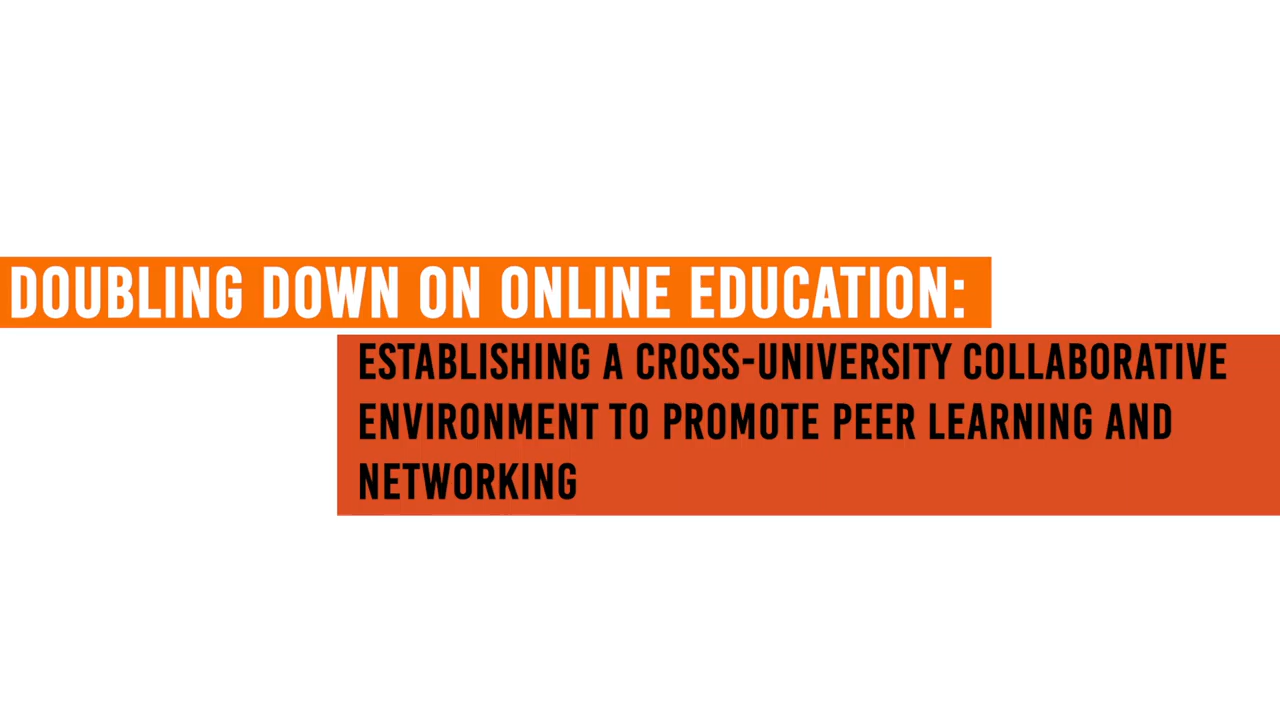 DOUBLING DOWN ON ONLINE EDUCATION:
ESTABLISHING A CROSS-UNIVERSITY COLLABORATIVE
ENVIRONMENT TO PROMOTE PEER LEARNING AND
NETWORKING